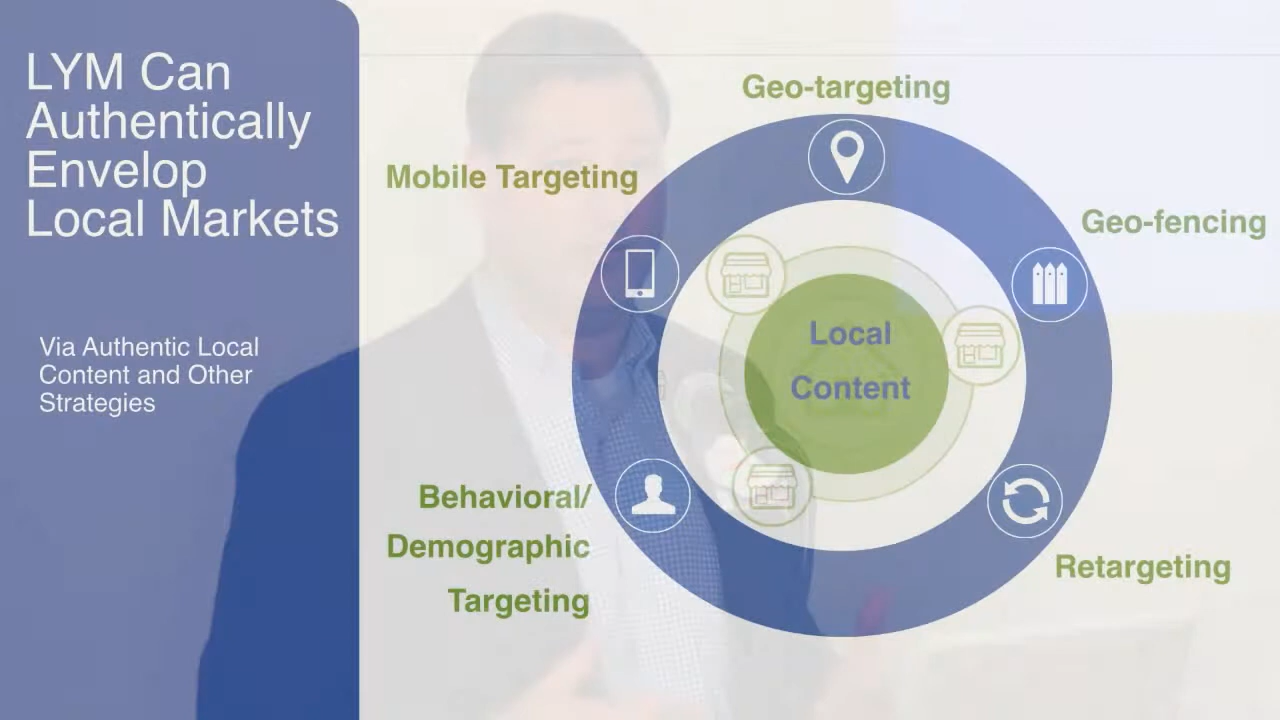 LYM Can
Authentically
Envelop
Local Markets
Via Authentic Local
Content and Other
Strategies
Geo-targeting
Mobile Targeting
Geo-fencing
Local
Content
Behavioral/
Demographic
Targeting
Retargeting